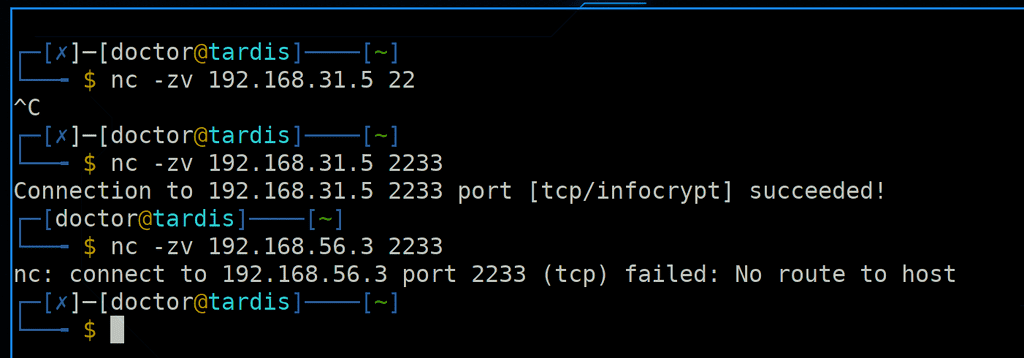 ┌─[✗]─[doctor@tardis]────[~]
└───╼ $ nc -zv 192.168.31.5 22
^C
┌─[✗]─[doctor@tardis]────[~]
└───╼ $ nc -zv 192.168.31.5 2233
Connection to 192.168.31.5 2233 port [tcp/infocrypt] succeeded!
┌─[doctor@tardis]────[~]
└───╼ $ nc -zv 192.168.56.3 2233
nc: connect to 192.168.56.3 port 2233 (tcp) failed: No route to host
┌─[✗]─[doctor@tardis]────[~]
└───╼ $